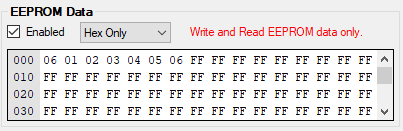 EEPROM Data
Enabled Hex Only Write and Read EEPROM data only.
000 06 01 02 03 04 05 06 FF FF FF FF FF FF FF FF FF
010 FF FF FF FF FF FF FF FF FF FF FF FF FF FF FF FF
020 FF FF FF FF FF FF FF FF FF FF FF FF FF FF FF FF
030 FF FF FF FF FF FF FF FF FF FF FF FF FF FF FF FF